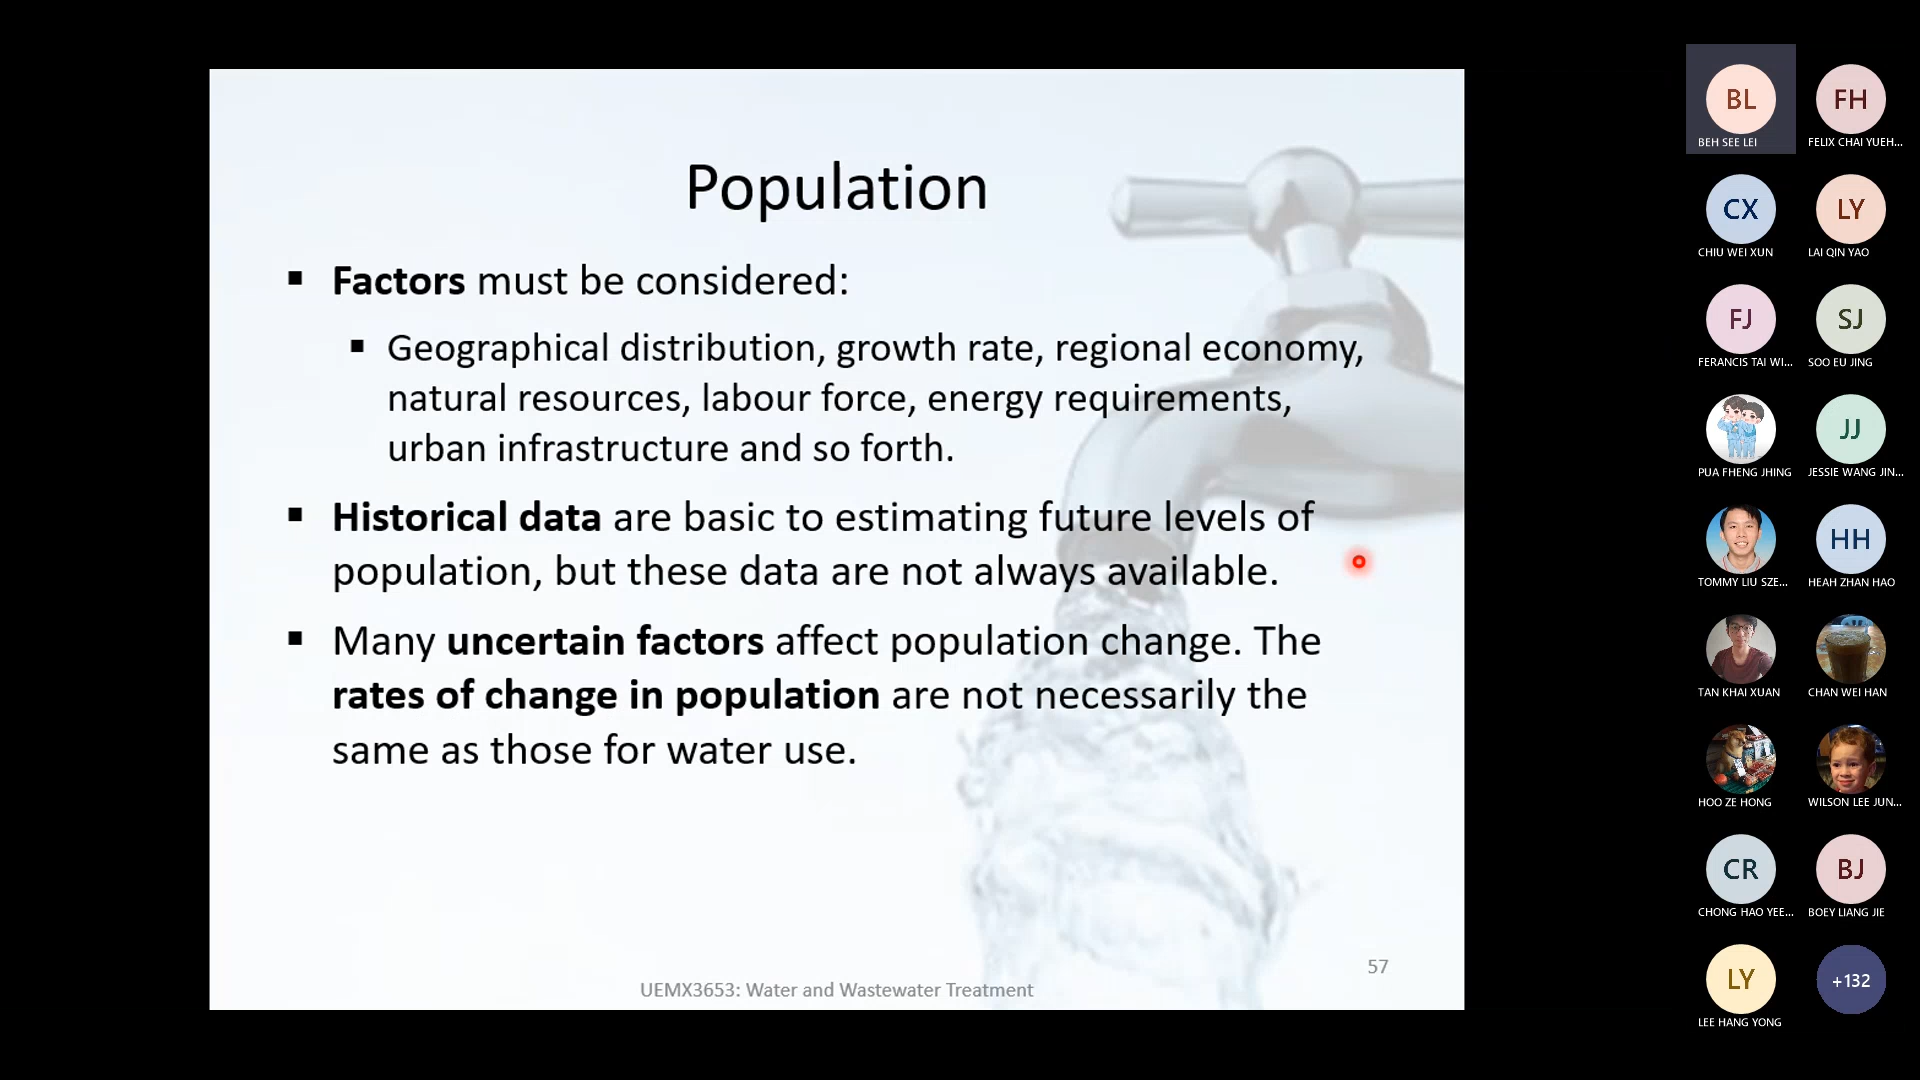 Population
▪ Factors must be considered:
▪ Geographical distribution, growth rate, regional economy,
natural resources, labour force, energy requirements,
urban infrastructure and so forth.
▪ Historical data are basic to estimating future levels of
population, but these data are not always available.
▪ Many uncertain factors affect population change. The
rates of change in population are not necessarily the
same as those for water use.
57
UEMX3653: Water and Wastewater Treatment
BL
BEH SEE LEI
FH
FELIX CHAI YUEH...
CX
CHIU WEI XUN
LY
LAI QIN YAO
FJ
FERANCIS TAI WI...
SJ
SOO EU JING
PUA FHENG JHING
JJ
JESSIE WANG JIN...
TOMMY LIU SZE...
HH
HEAH ZHAN HAO
TAN KHAI XUAN
CHAN WEI HAN
HOO ZE HONG
WILSON LEE JUN...
CR
CHONG HAO YEE...
BJ
BOEY LIANG JIE
LY
LEE HANG YONG
+132